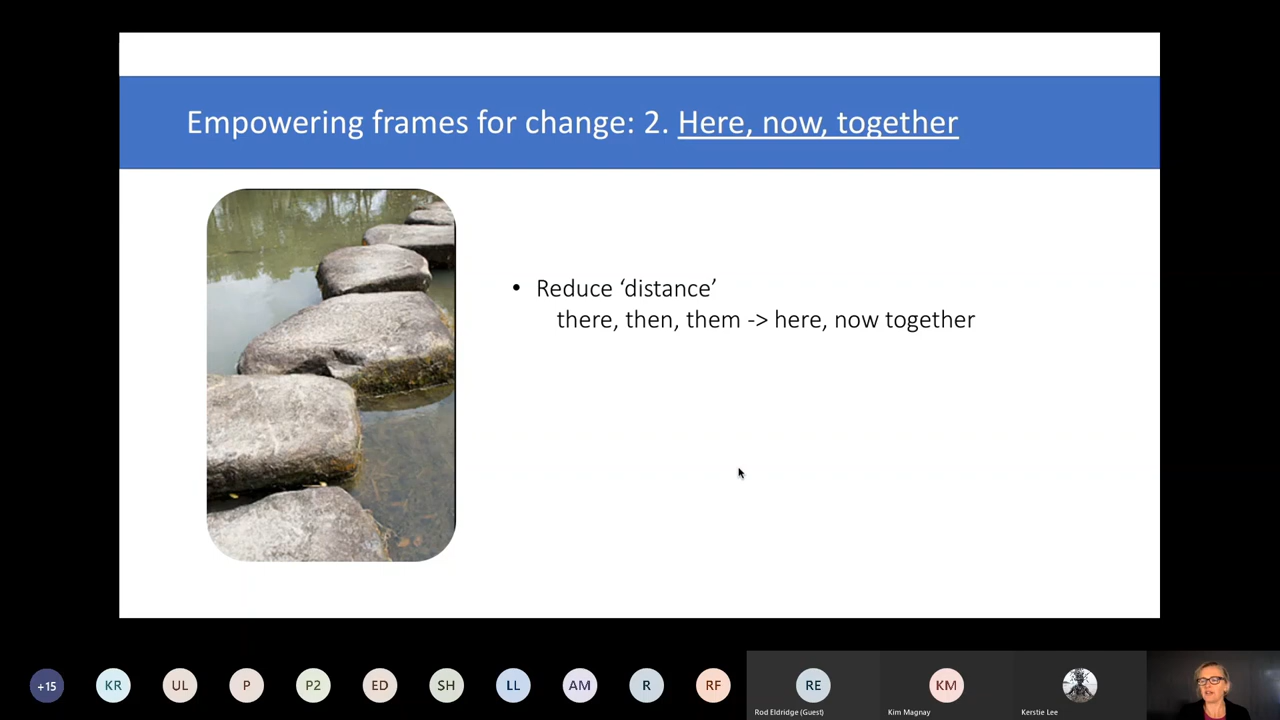 Empowering frames for change: 2. Here, now, together
• Reduce ‘distance’
there, then, them -> here, now together
+15
KR
UL
P
P2
ED
SH
LL
AM
R
RF
RE
KM
Rod Eldridge (Guest)
Kim Magnay
Kerstie Lee